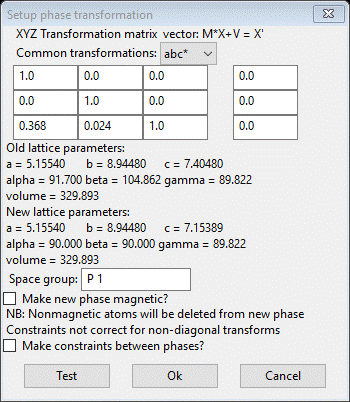 Setup phase transformation
XYZ Transformation matrix vector: M*X+V = X'
Common transformations: abc*
1.0 0.0 0.0 0.0
0.0 1.0 0.0 0.0
0.368 0.024 1.0 0.0
Old lattice parameters:
a = 5.15540 b = 8.94480 c = 7.40480
alpha = 91.700 beta = 104.862 gamma = 89.822
volume = 329.893
New lattice parameters:
a = 5.15540 b = 8.94480 c = 7.15389
alpha = 90.000 beta = 90.000 gamma = 89.822
volume = 329.893
Space group: P 1
Make new phase magnetic?
NB: Nonmagnetic atoms will be deleted from new phase
Constraints not correct for non-diagonal transforms
Make constraints between phases?
Test Ok Cancel